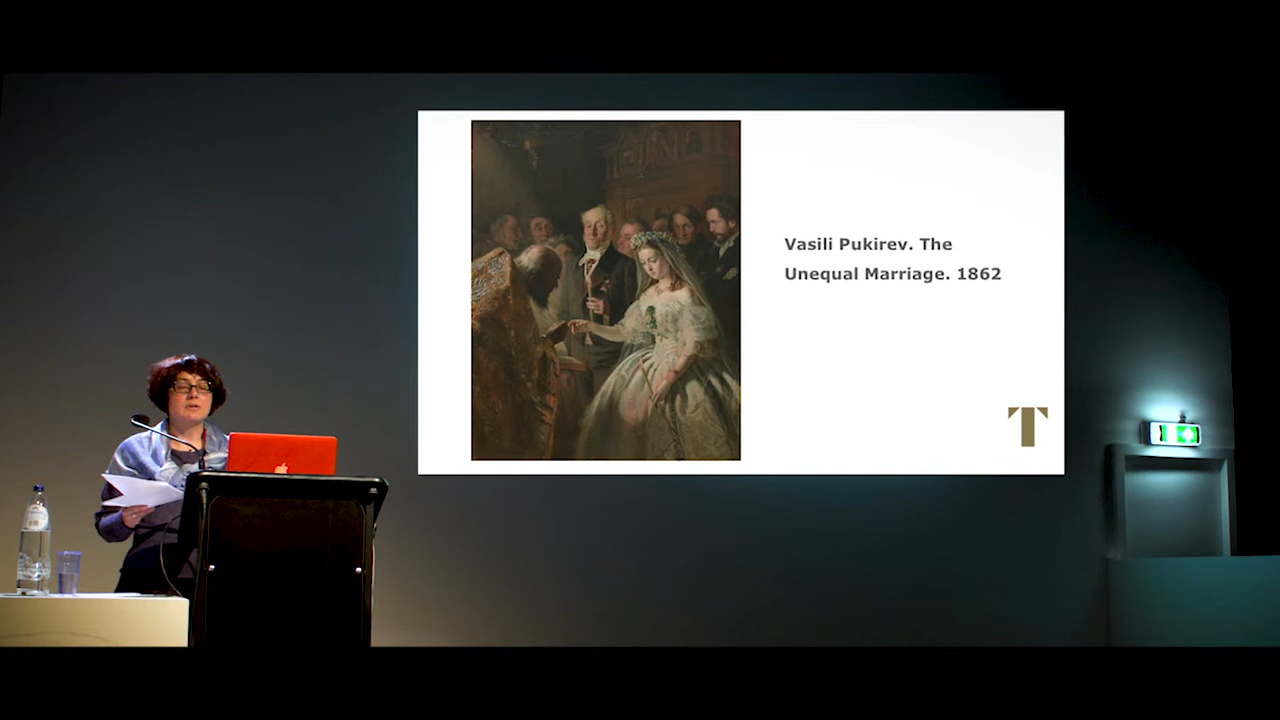 Vasili Pukirev. The
Unequal Marriage. 1862
T